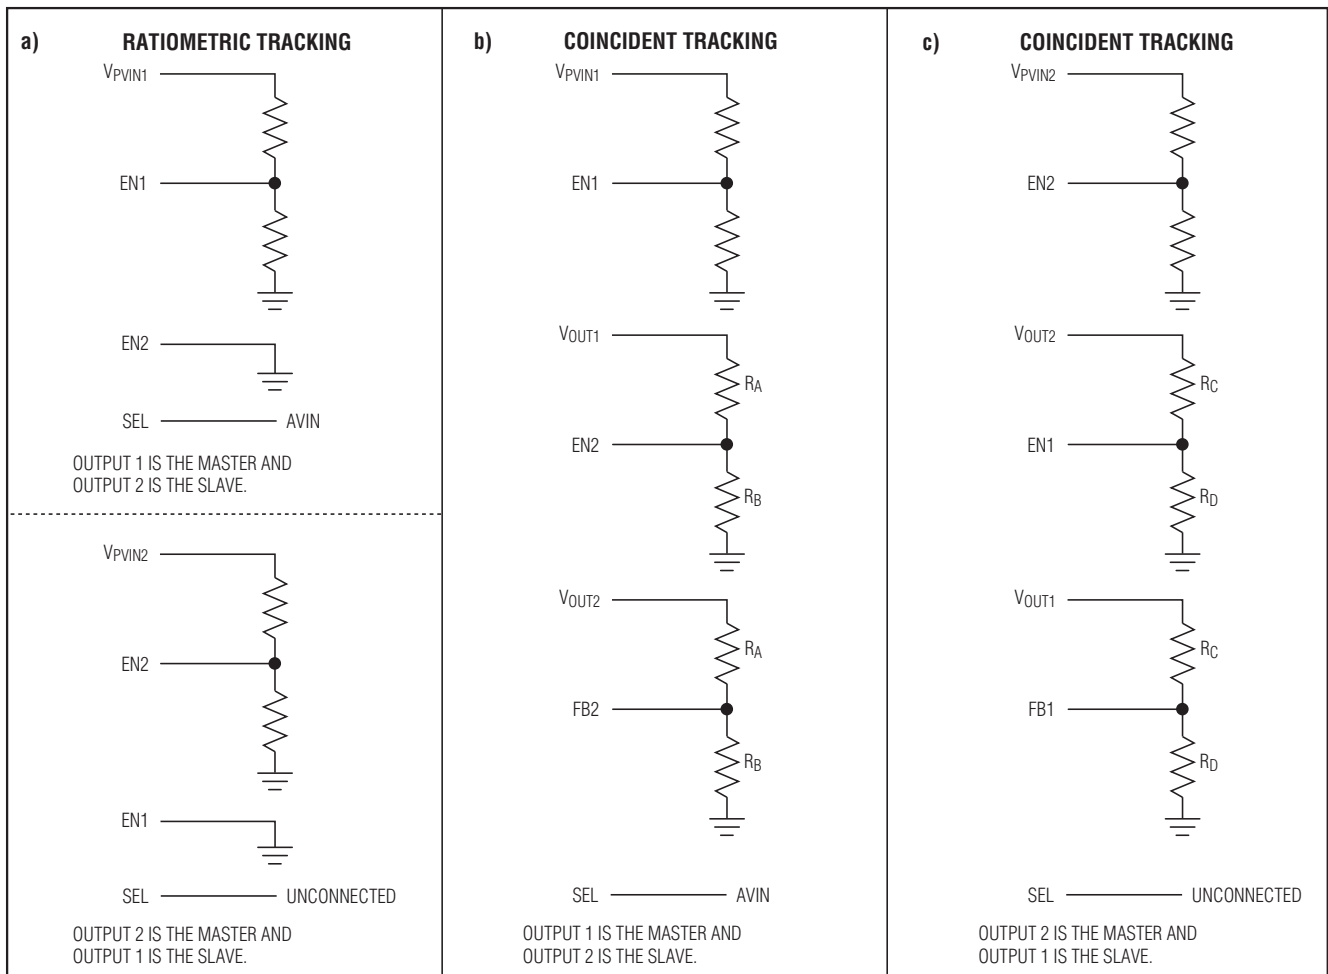 a) RATIOMETRIC TRACKING
VPVIN1
EN1
EN2
SEL AVIN
OUTPUT 1 IS THE MASTER AND
OUTPUT 2 IS THE SLAVE.
VPVIN2
EN2
EN1
SEL UNCONNECTED
OUTPUT 2 IS THE MASTER AND
OUTPUT 1 IS THE SLAVE.
b) COINCIDENT TRACKING
VPVIN1
EN1
VOUT1
RA
EN2
RB
VOUT2
RA
FB2
RB
SEL AVIN
OUTPUT 1 IS THE MASTER AND
OUTPUT 2 IS THE SLAVE.
c) COINCIDENT TRACKING
VPVIN2
EN2
VOUT2
RC
EN1
RD
VOUT1
RC
FB1
RD
SEL UNCONNECTED
OUTPUT 2 IS THE MASTER AND
OUTPUT 1 IS THE SLAVE.